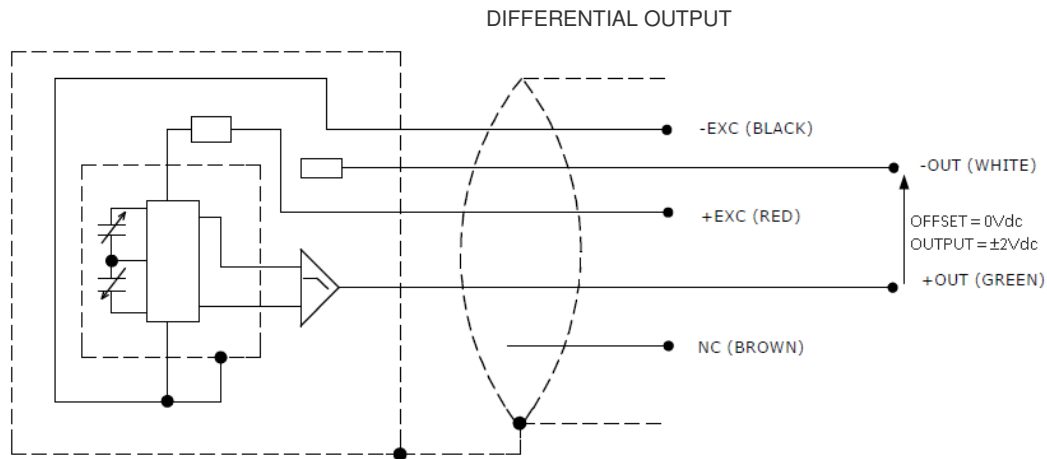 DIFFERENTIAL OUTPUT
-EXC (BLACK)
-OUT (WHITE)
+EXC (RED)
OFFSET = 0Vdc
OUTPUT = ±2Vdc
+OUT (GREEN)
NC (BROWN)